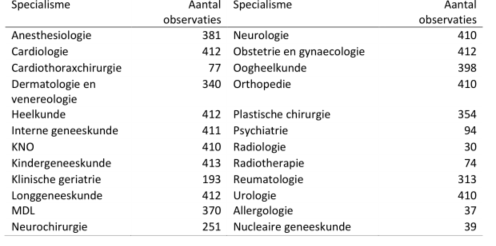 Specialisme Aantal Specialisme Aantal
observaties observaties
Anesthesiologie 381 Neurologie 410
Cardiologie 412 Obstetrie en gynaecologie 412
Cardiothoraxchirurgie 77 Oogheelkunde 398
Dermatologie en 340 Orthopedie 410
venereologie
Heelkunde 412 Plastische chirurgie 354
Interne geneeskunde 411 Psychiatrie 94
KNO 410 Radiologie 30
Kindergeneeskunde 413 Radiotherapie 74
Klinische geriatrie 193 Reumatologie 313
Longgeneeskunde 412 Urologie 410
MDL 370 Allergologie 37
Neurochirurgie 251 Nucleaire geneeskunde 39